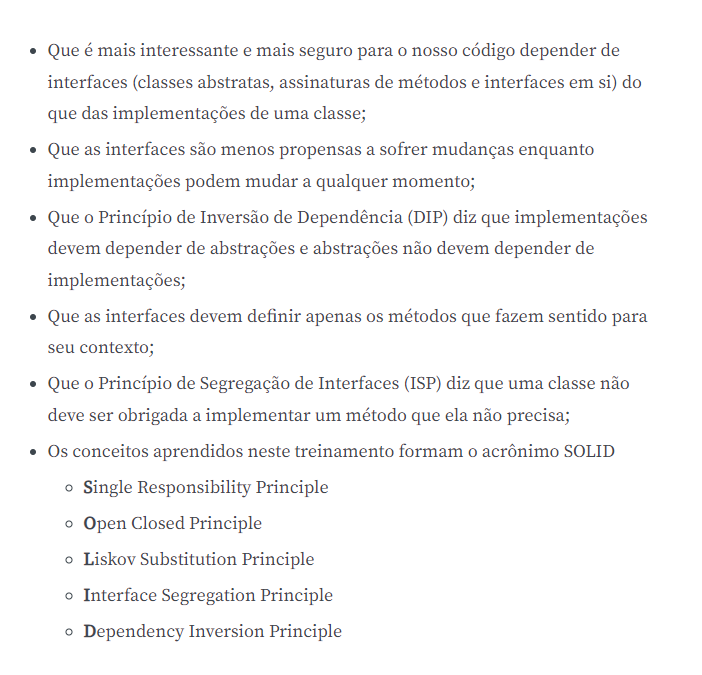 Que é mais interessante e mais seguro para o nosso código depender de
interfaces (classes abstratas, assinaturas de métodos e interfaces em si) do
que das implementações de uma classe;
Que as interfaces são menos propensas a sofrer mudanças enquanto
implementações podem mudar a qualquer momento;
Que o Princípio de Inversão de Dependência (DIP) diz que implementações
devem depender de abstrações e abstrações não devem depender de
implementações;
Que as interfaces devem definir apenas os métodos que fazem sentido para
seu contexto;
Que o Princípio de Segregação de Interfaces (ISP) diz que uma classe não
deve ser obrigada a implementar um método que ela não precisa;
Os conceitos aprendidos neste treinamento formam o acrônimo SOLID
Single Responsibility Principle
Open Closed Principle
Liskov Substitution Principle
Interface Segregation Principle
Dependency Inversion Principle